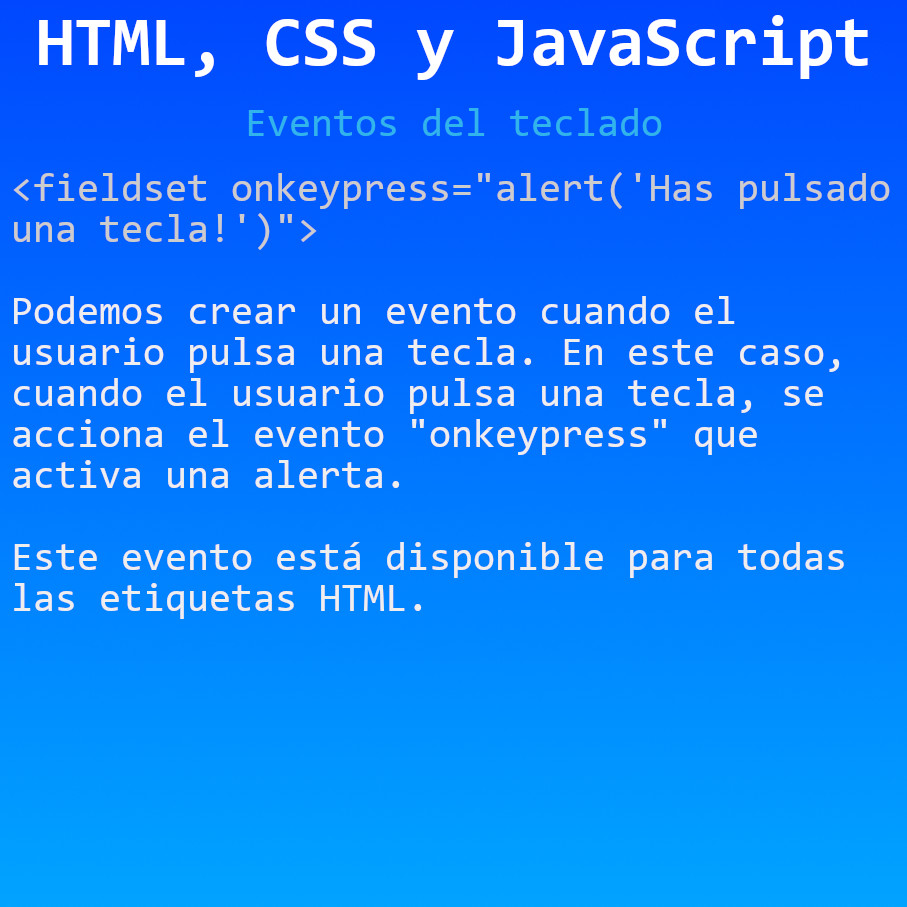 HTML, CSS y JavaScript
Eventos del teclado
<fieldset onkeypress="alert('Has pulsado
una tecla!')">
Podemos crear un evento cuando el
usuario pulsa una tecla. En este caso,
cuando el usuario pulsa una tecla, se
acciona el evento "onkeypress" que
activa una alerta.
Este evento está disponible para todas
las etiquetas HTML.